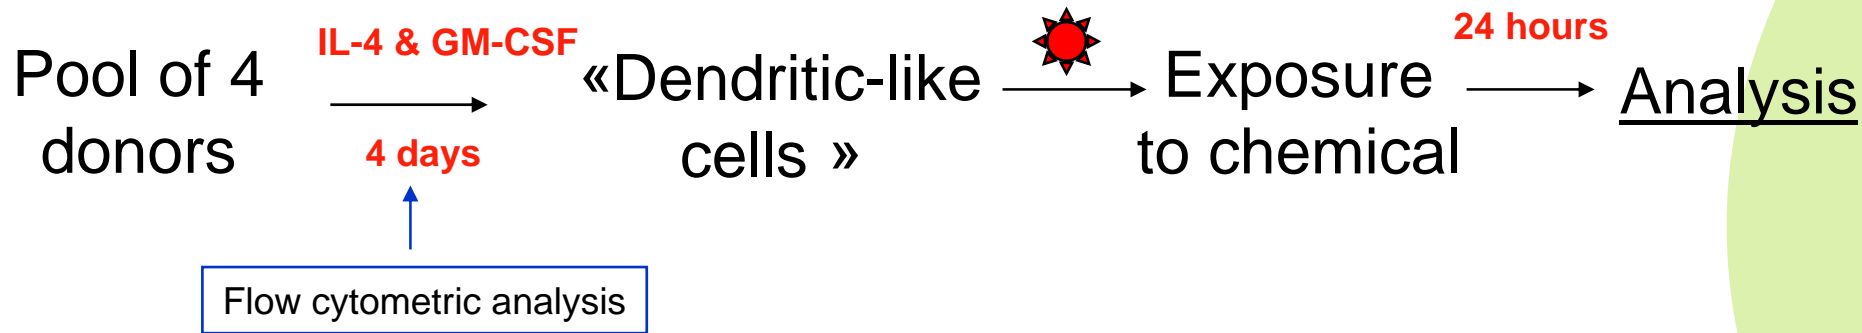 Pool of 4
donors
IL-4 & GM-CSF
4 days
«Dendritic-like
cells »
Exposure
to chemical
24 hours
Analysis
Flow cytometric analysis